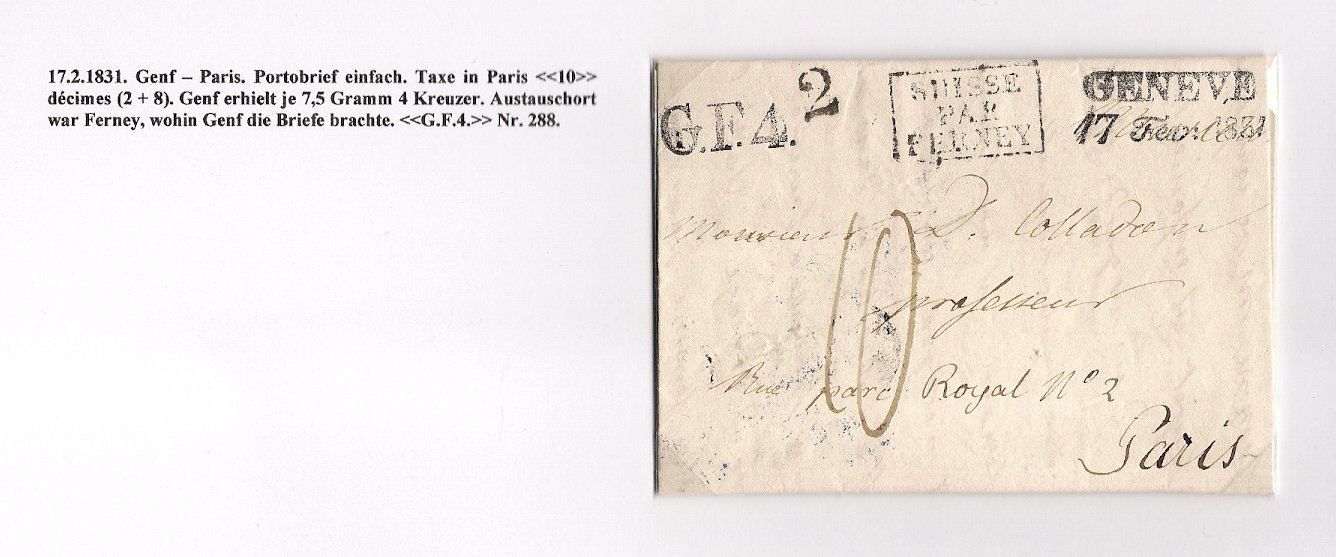 17.2.1831. Genf – Paris. Portobrief einfach. Taxe in Paris <<10>>
décimes (2 + 8). Genf erhielt je 7,5 Gramm 4 Kreuzer. Austauschort
war Ferney, wohin Genf die Briefe brachte. <<G.F.4.>> Nr. 288.
G.F.4.
2
SUISSE
PAR
FERNEY
GENEVE
17 Fevr. 1831
Monsieur D. Colladon
professeur
10
Rue parc Royal N° 2
Paris